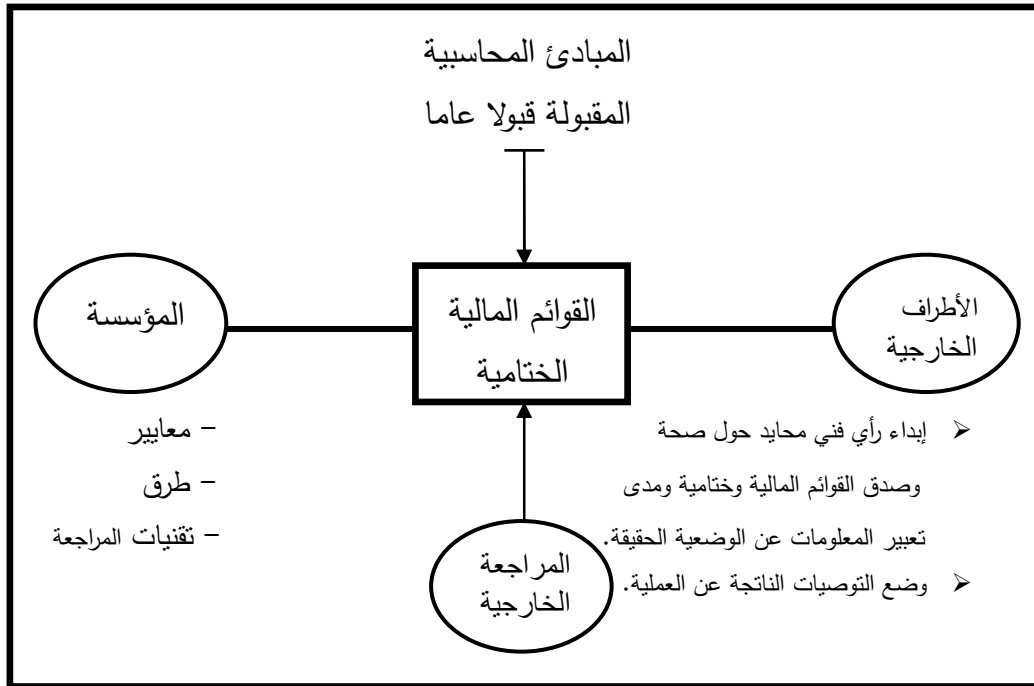 المبادئ المحاسبية
المقبولة قبولا عاما
الأطراف
الخارجية
القوائم المالية
الختامية
المؤسسة
➢ إبداء رأي فني محايد حول صحة
وصدق القوائم المالية وختامية ومدى
تعبير المعلومات عن الوضعية الحقيقة.
➢ وضع التوصيات الناتجة عن العملية.
المراجعة
الخارجية
– معايير
– طرق
– تقنيات المراجعة